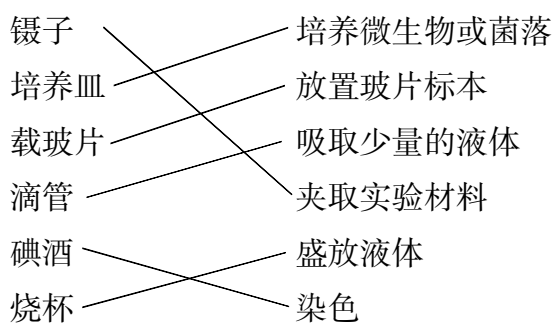 镊子 培养微生物或菌落
培养皿 放置玻片标本
载玻片 吸取少量的液体
滴管 夹取实验材料
碘酒 盛放液体
烧杯 染色